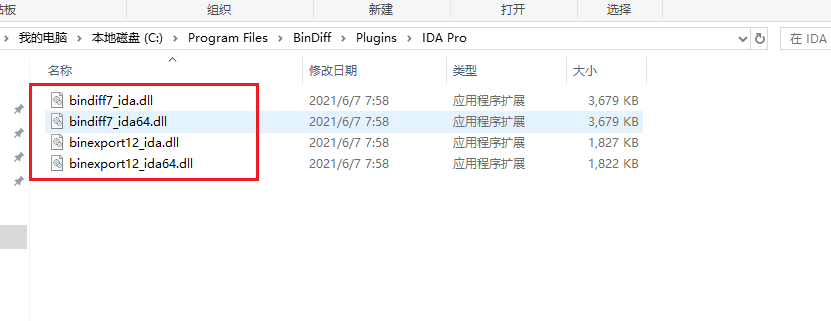 贴板 组织 新建 打开 选择
我的电脑 本地磁盘 (C:) Program Files BinDiff Plugins IDA Pro 在 IDA
名称 修改日期 类型 大小
bindiff7_ida.dll 2021/6/7 7:58 应用程序扩展 3,679 KB
bindiff7_ida64.dll 2021/6/7 7:58 应用程序扩展 3,679 KB
binexport12_ida.dll 2021/6/7 7:58 应用程序扩展 1,827 KB
binexport12_ida64.dll 2021/6/7 7:58 应用程序扩展 1,822 KB